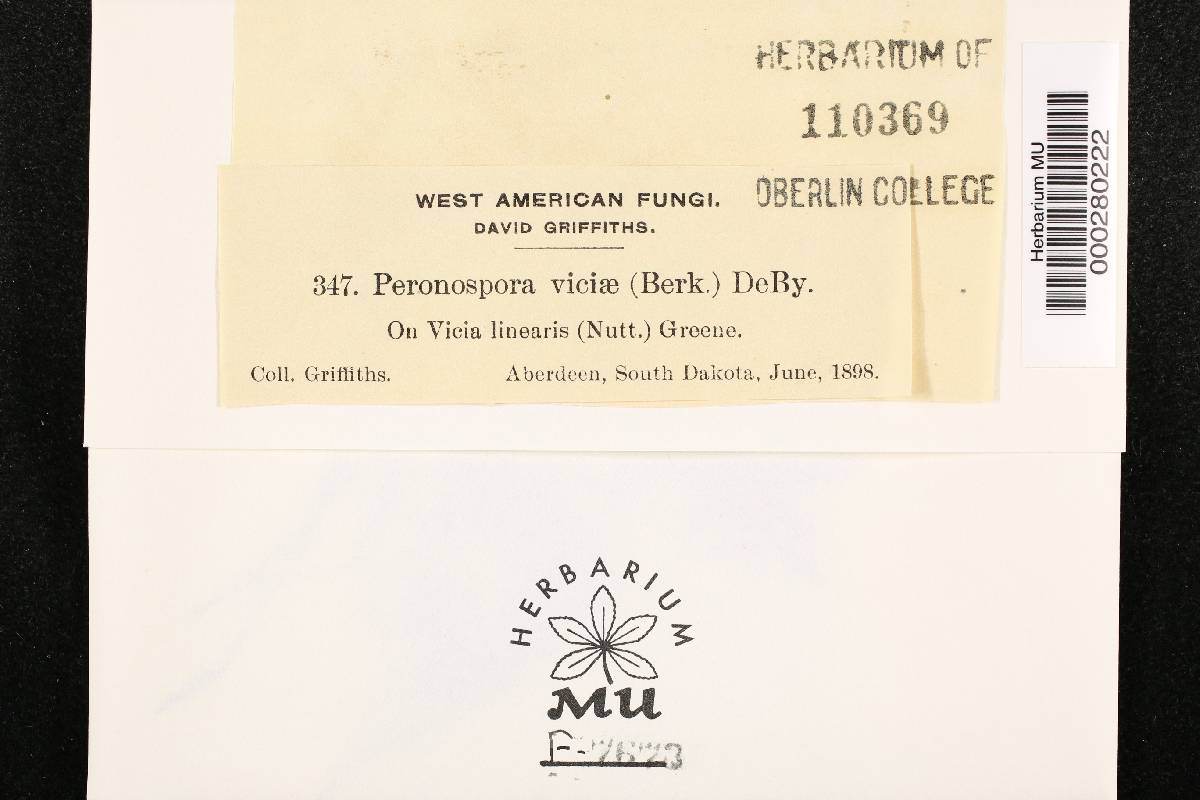 HERBARIUM OF
110369
OBERLIN COLLEGE
WEST AMERICAN FUNGI.
DAVID GRIFFITHS.
347. Peronospora viciæ (Berk.) DeBy.
On Vicia linearis (Nutt.) Greene.
Coll. Griffiths. Aberdeen, South Dakota, June, 1898.
Herbarium MU
000280222
HERBARIUM
MU